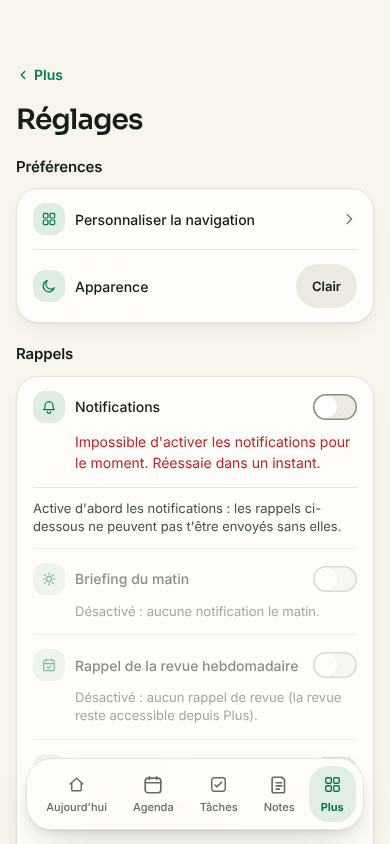 Plus
Réglages
Préférences
Personnaliser la navigation
Apparence
Clair
Rappels
Notifications
Impossible d'activer les notifications pour
le moment. Réessaie dans un instant.
Active d'abord les notifications : les rappels ci-
dessous ne peuvent pas t'être envoyés sans elles.
Briefing du matin
Désactivé : aucune notification le matin.
Rappel de la revue hebdomadaire
Désactivé : aucun rappel de revue (la revue
reste accessible depuis Plus).
Aujourd'hui
Agenda
Tâches
Notes
Plus